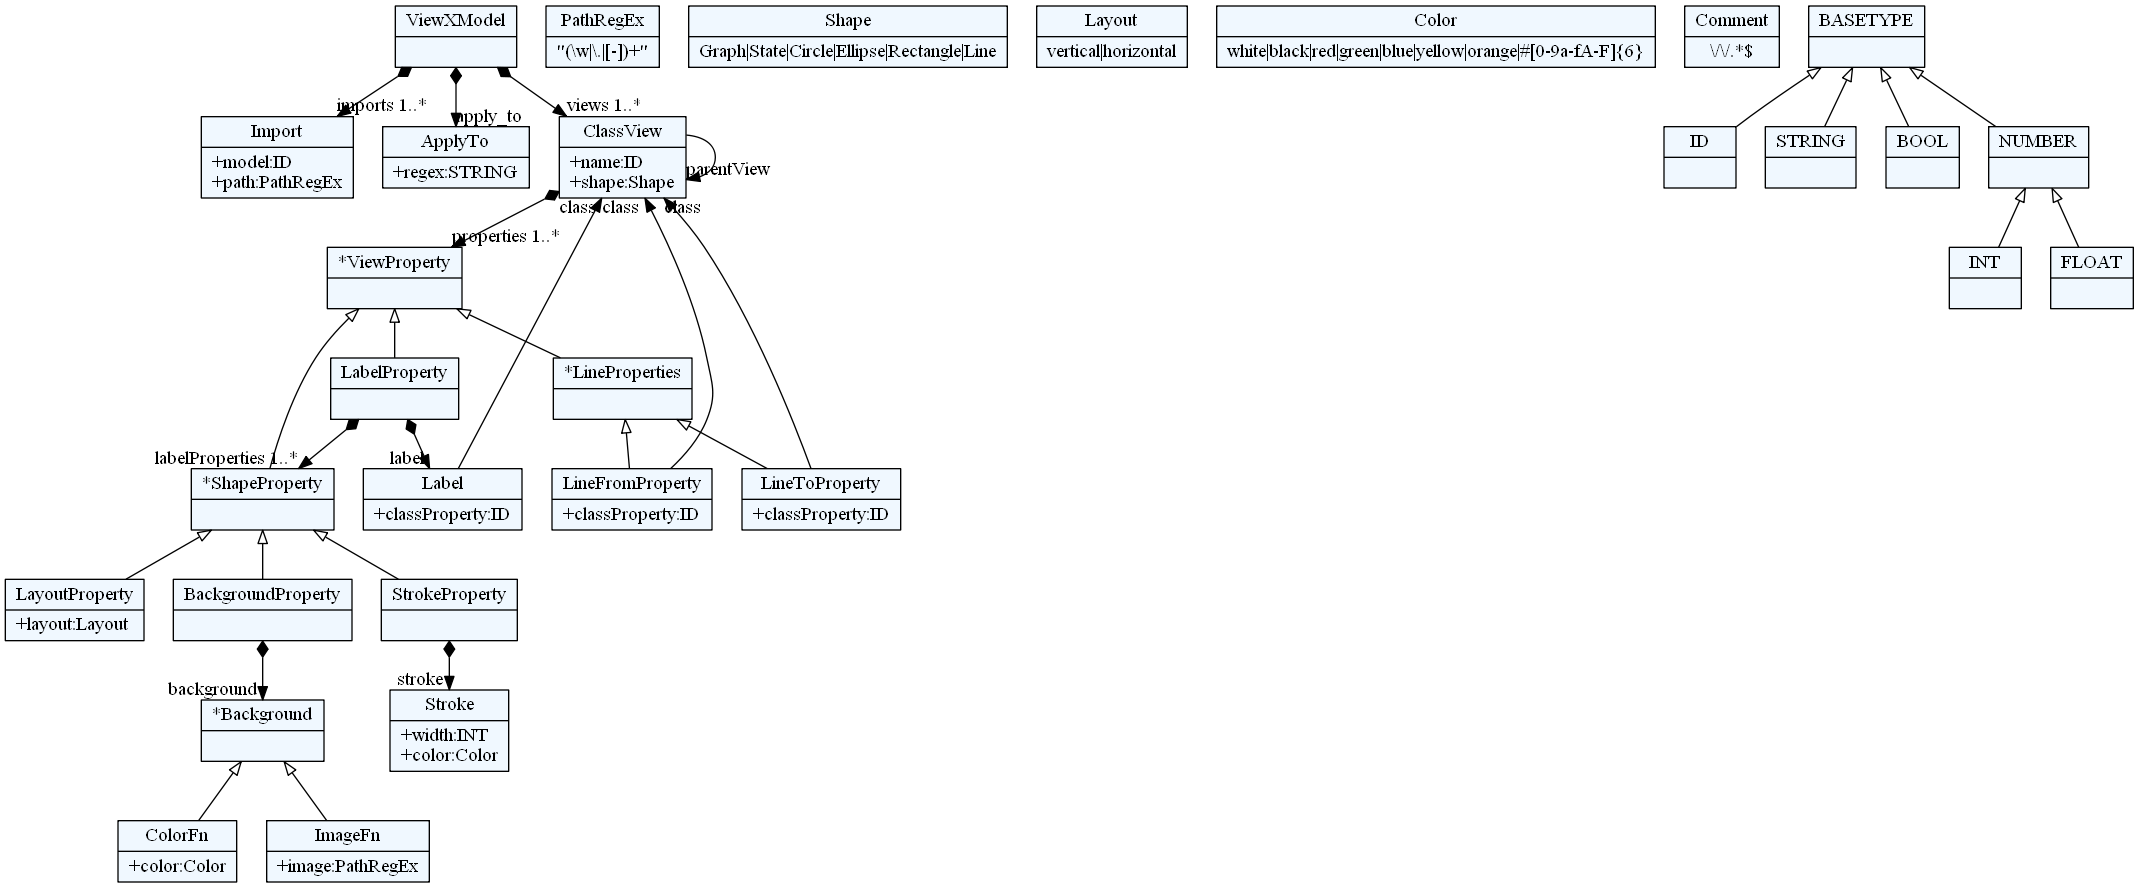 ViewXModel
PathRegEx
"(\w|\.|[-])+"
Shape
Graph|State|Circle|Ellipse|Rectangle|Line
Layout
vertical|horizontal
Color
white|black|red|green|blue|yellow|orange|#[0-9a-fA-F]{6}
Comment
\/\/.*$
BASETYPE
imports 1..*
apply_to
views 1..*
Import
+model:ID
+path:PathRegEx
ApplyTo
+regex:STRING
ClassView
+name:ID
+shape:Shape
parentView
ID
STRING
BOOL
NUMBER
class
class
class
properties 1..*
*ViewProperty
INT
FLOAT
LabelProperty
*LineProperties
labelProperties 1..*
label
*ShapeProperty
Label
+classProperty:ID
LineFromProperty
+classProperty:ID
LineToProperty
+classProperty:ID
LayoutProperty
+layout:Layout
BackgroundProperty
StrokeProperty
background
stroke
*Background
Stroke
+width:INT
+color:Color
ColorFn
+color:Color
ImageFn
+image:PathRegEx